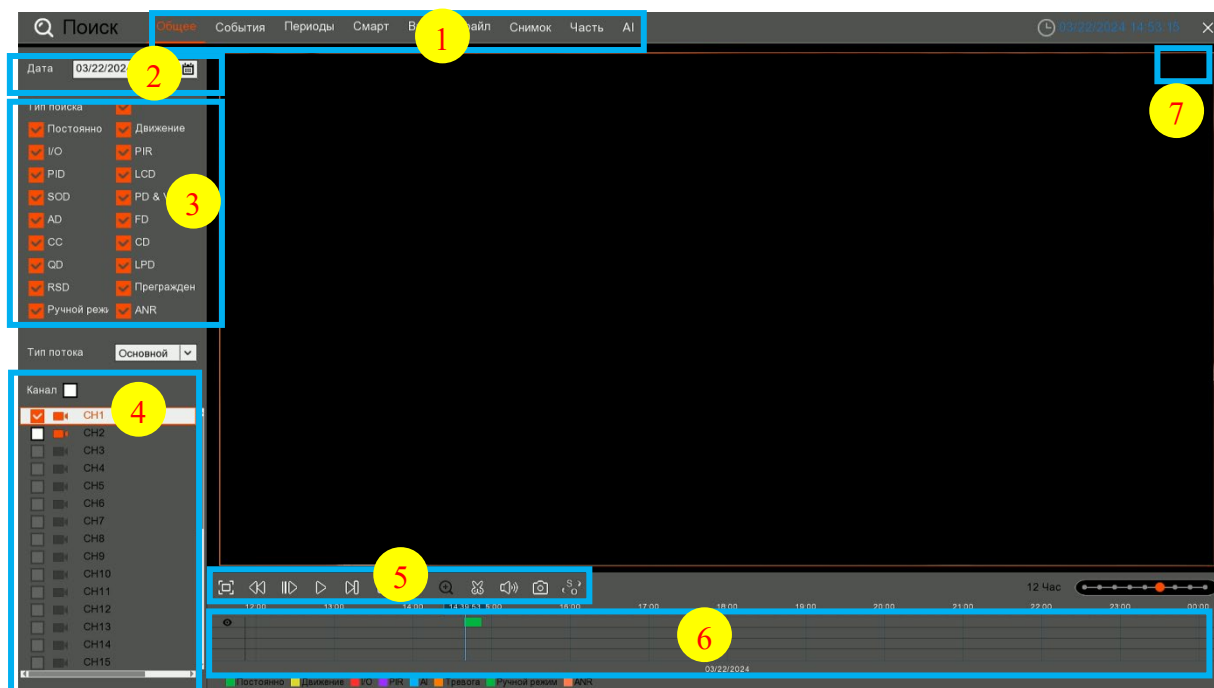 Поиск Общее События Периоды Смарт Снимок Часть AI 03/22/2024 14:53:15
1
Дата 03/22/202
2
7
Тип поиска
Постоянно Движение
I/O PIR
PID LCD
SOD PD &
3
AD FD
CC CD
QD LPD
RSD Прегражден
Ручной режи ANR
Тип потока Основной
Канал
4
CH1
CH2
CH3
CH4
CH5
CH6
CH7
CH8
CH9
CH10
CH11
CH12
CH13
CH14
CH15
5
S
O
12 Час
12:00 13:00 14:00 16:00 17:00 18:00 19:00 20:00 21:00 22:00 23:00 00:00
6
03/22/2024
Постоянно Движение I/O PIR AI Тревога Ручной режим ANR